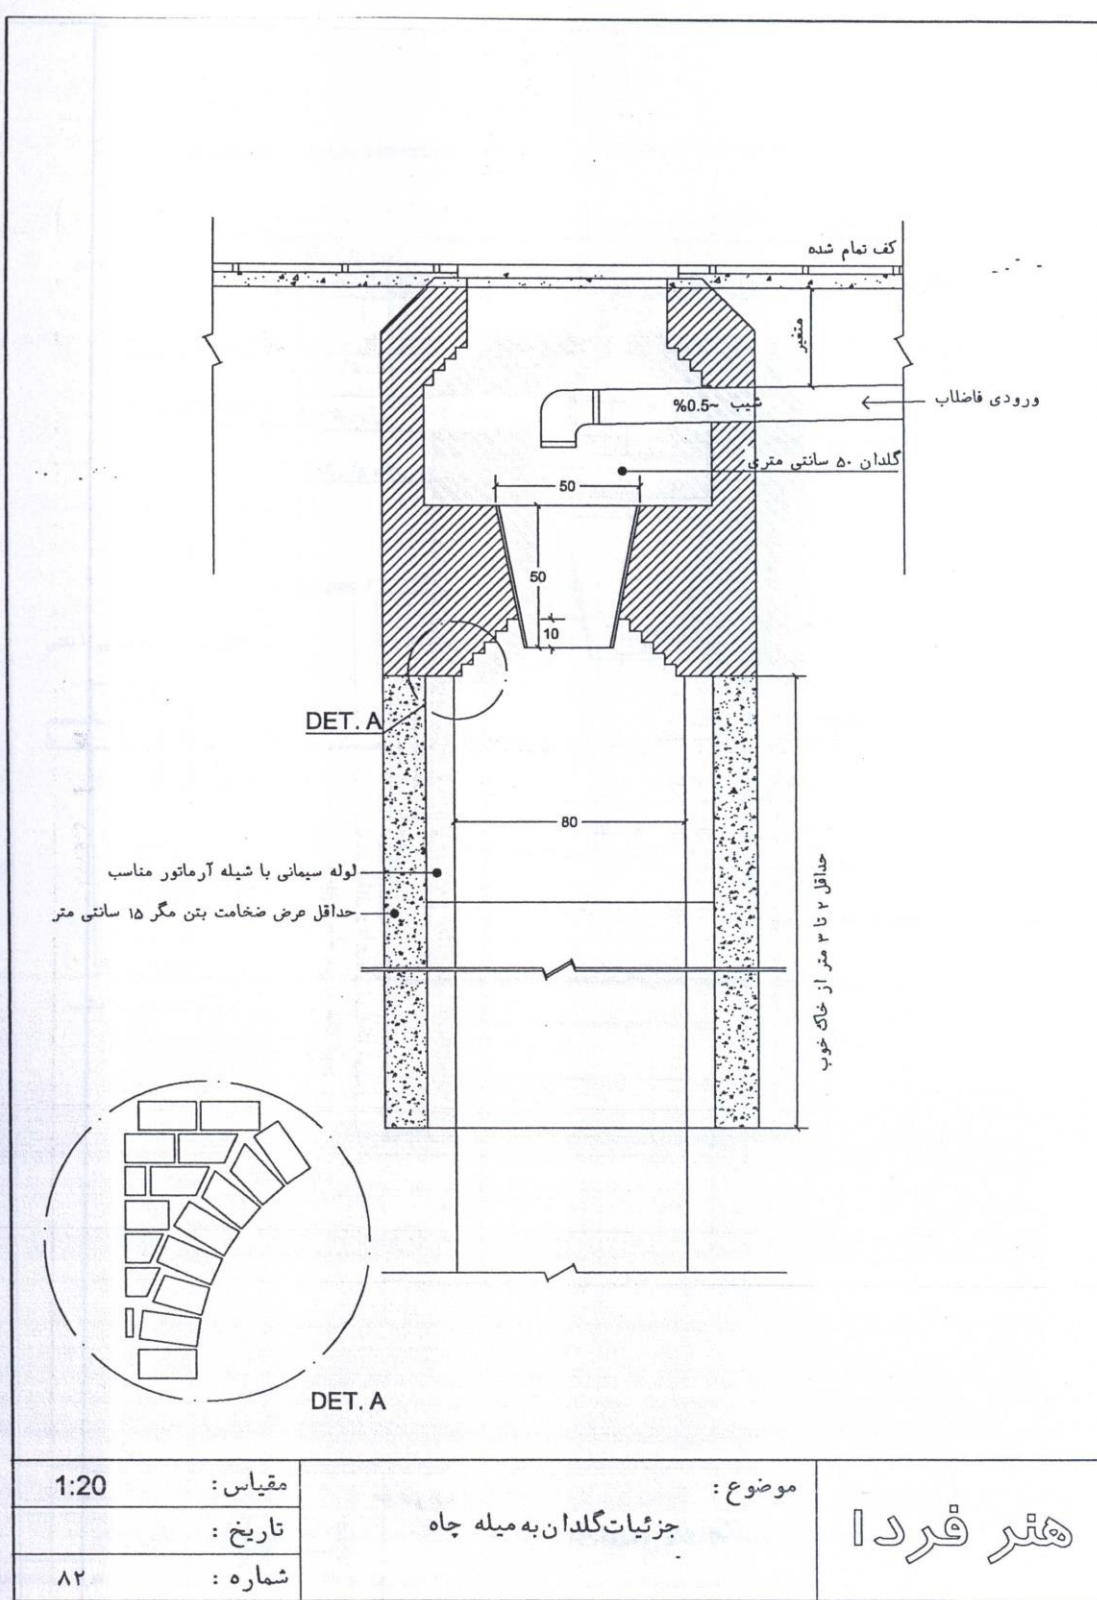 کف تمام شده
متغیر
ورودی فاضلاب
شیب ~0.5%
گلدان ۵۰ سانتی متری
50
50
10
DET. A
80
لوله سیمانی با شیله آرماتور مناسب
حداقل عرض ضخامت بتن مگر ۱۵ سانتی متر
حداقل ۲ تا ۳ متر از خاک خوب
DET. A
هنر فردا
موضوع :
جزئیات گلدان به میله چاه
مقیاس : 1:20
تاریخ :
شماره : ۸۲